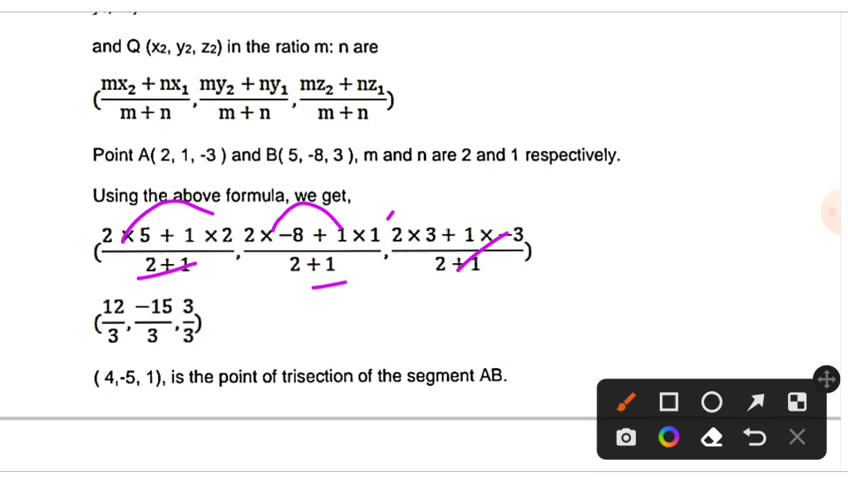 and Q (x2, y2, z2) in the ratio m: n are
(mx₂ + nx₁ / m + n, my₂ + ny₁ / m + n, mz₂ + nz₁ / m + n)
Point A( 2, 1, -3 ) and B( 5, -8, 3 ), m and n are 2 and 1 respectively.
Using the above formula, we get,
(2 × 5 + 1 × 2 / 2 + 1, 2 × −8 + 1 × 1 / 2 + 1, 2 × 3 + 1 × −3 / 2 + 1)
(12 / 3, −15 / 3, 3 / 3)
( 4,-5, 1), is the point of trisection of the segment AB.